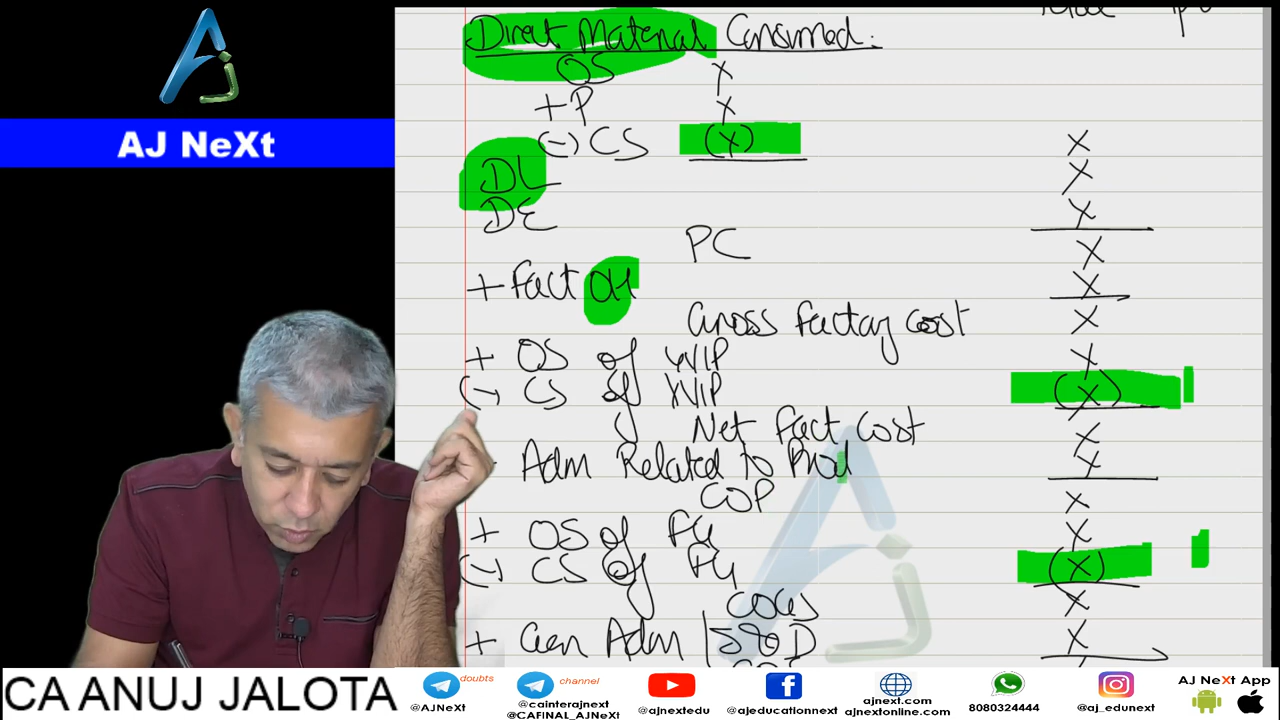 AJ NeXt
Direct Material Consumed:
OS X
+ P X
(-) CS (X) X
DL X
DE X
PC X
+ Fact OH X
Gross Factory Cost X
+ OS of WIP X
(-) CS of WIP (X)
Net Fact Cost X
Adm Related to Prod X
COP X
+ OS of FG X
(-) CS of FG (X)
COGS X
+ Gen Adm | S&D X
CA ANUJ JALOTA
doubts
@AJNeXt
channel
@cainterajnext
@CAFINAL_AJNeXt
@ajnextedu
@ajeducationnext
ajnext.com
ajnextonline.com
8080324444
@aj_edunext
AJ NeXt App